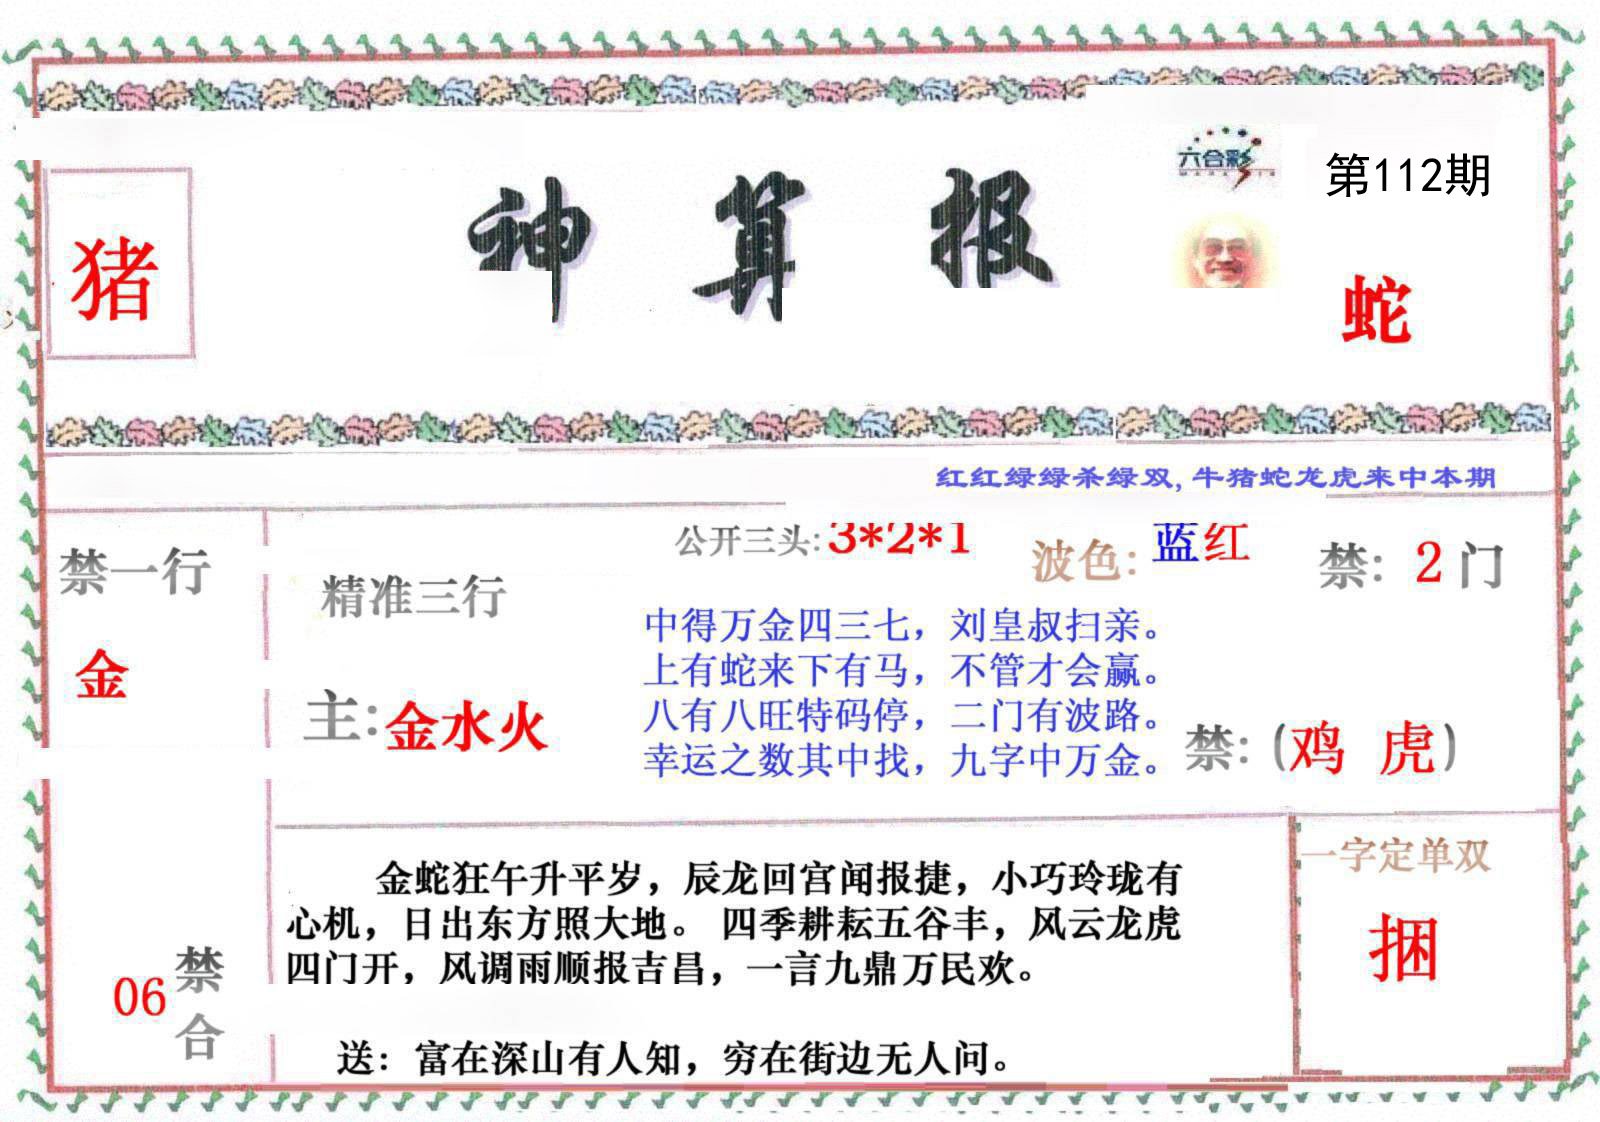 六合彩
第112期
猪
神算报
蛇
红红绿绿杀绿双,牛猪蛇龙虎来中本期
公开三头:3*2*1
波色:蓝红
禁:2门
禁一行
金
精准三行
主:金水火
中得万金四三七，刘皇叔扫亲。
上有蛇来下有马，不管才会赢。
八有八旺特码停，二门有波路。
幸运之数其中找，九字中万金。
禁:(鸡 虎)
金蛇狂午升平岁，辰龙回宫闻报捷，小巧玲珑有
心机，日出东方照大地。 四季耕耘五谷丰，风云龙虎
四门开，风调雨顺报吉昌，一言九鼎万民欢。
送：富在深山有人知，穷在街边无人问。
06
禁
合
一字定单双
捆